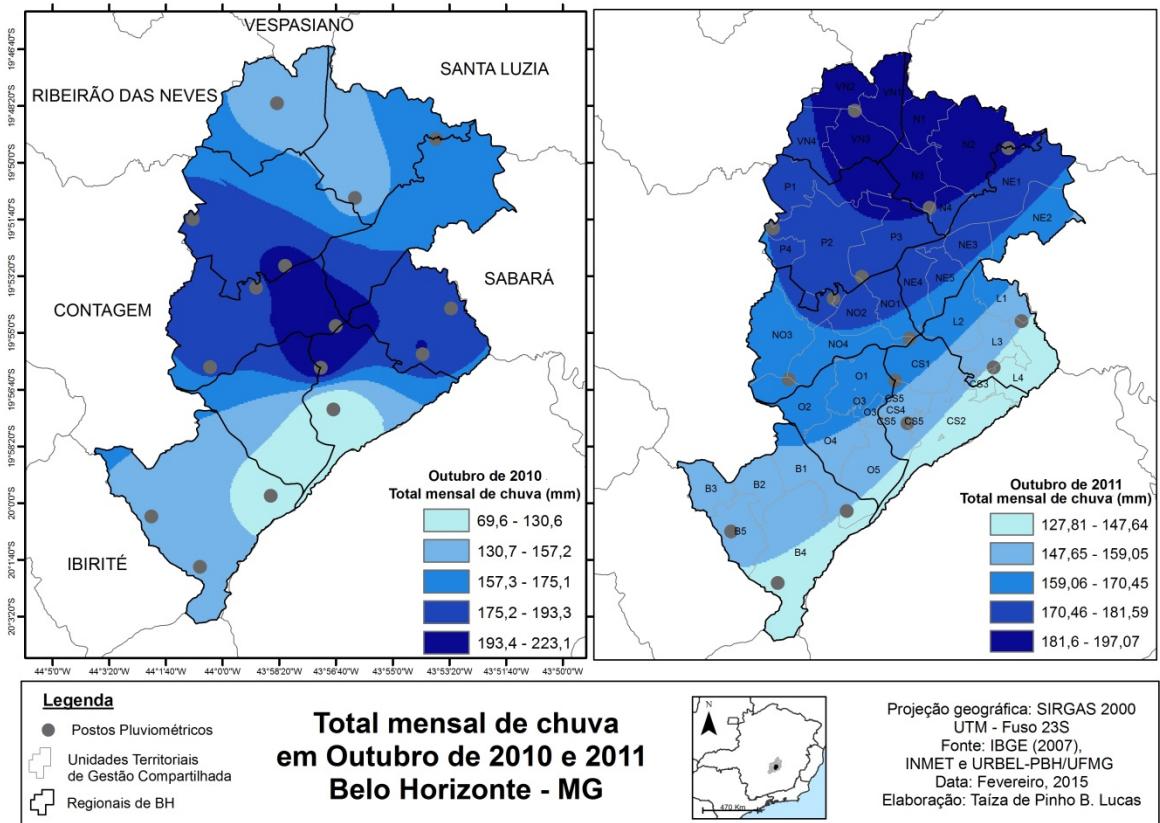 VESPASIANO
SANTA LUZIA
RIBEIRÃO DAS NEVES
SABARÁ
CONTAGEM
IBIRITÉ
19°46'40"S
19°48'20"S
19°50'0"S
19°51'40"S
19°53'20"S
19°55'0"S
19°56'40"S
19°58'20"S
20°0'0"S
20°1'40"S
20°3'20"S
44°5'0"W 44°3'20"W 44°1'40"W 44°0'0"W 43°58'20"W 43°56'40"W 43°55'0"W 43°53'20"W 43°51'40"W 43°50'0"W
Outubro de 2010
Total mensal de chuva (mm)
69,6 - 130,6
130,7 - 157,2
157,3 - 175,1
175,2 - 193,3
193,4 - 223,1
VN2
VN1
N1
VN3
N2
VN4
N3
P1
NE1
N4
NE2
P2
P3
P4
NE3
NE4
NE5
NO2
NO1
L1
L2
NO3
NO4
L3
CS1
O1
CS3
L4
O2
O3
CS5
CS4
O3
CS5
CS5
CS2
O4
B1
O5
B2
B3
B5
B4
Outubro de 2011
Total mensal de chuva (mm)
127,81 - 147,64
147,65 - 159,05
159,06 - 170,45
170,46 - 181,59
181,6 - 197,07
Legenda
Postos Pluviométricos
Unidades Territoriais
de Gestão Compartilhada
Regionais de BH
Total mensal de chuva
em Outubro de 2010 e 2011
Belo Horizonte - MG
N
470 Km
Projeção geográfica: SIRGAS 2000
UTM - Fuso 23S
Fonte: IBGE (2007),
INMET e URBEL-PBH/UFMG
Data: Fevereiro, 2015
Elaboração: Taíza de Pinho B. Lucas